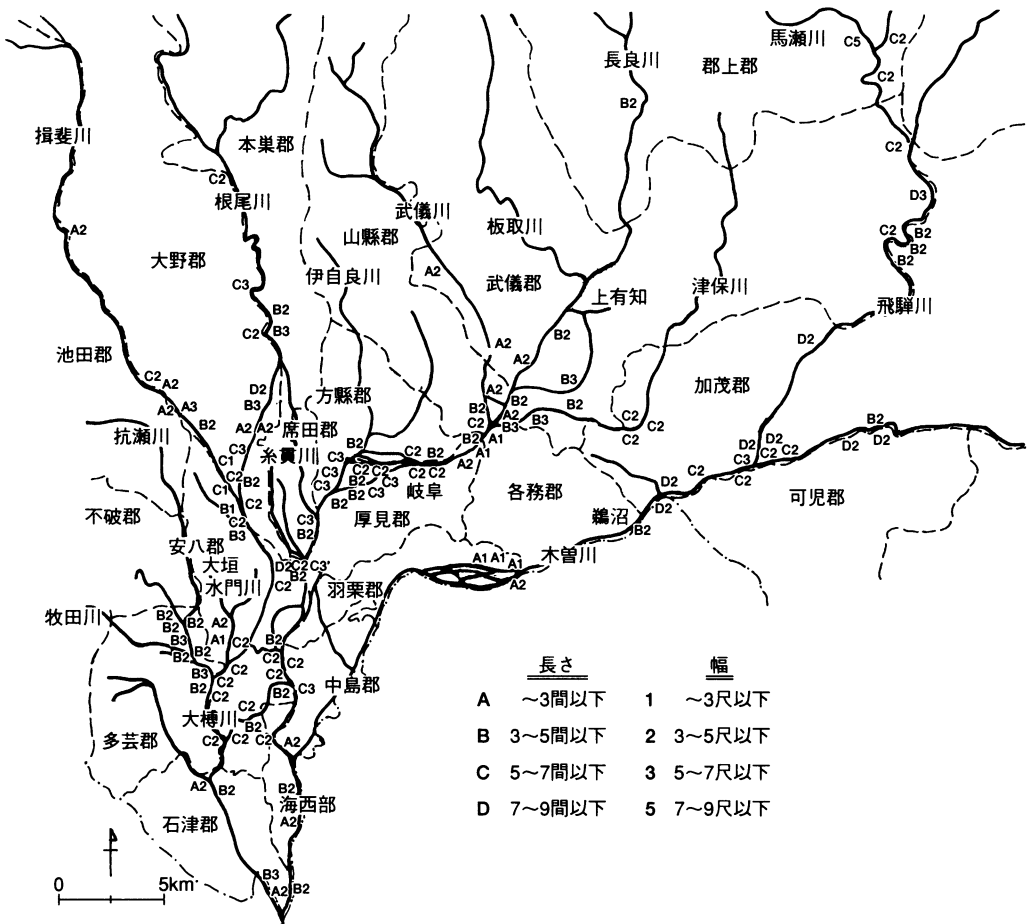 馬瀬川
C5
C2
長良川
郡上郡
C2
B2
揖斐川
本巣郡
C2
C2
根尾川
武儀川
D3
A2
山縣郡
板取川
C2
B2
B2
B2
大野郡
伊自良川
A2
武儀郡
津保川
上有知
飛騨川
C3
B2
C2
B3
池田郡
B2
D2
A2
A2
C2
A2
D2
B3
方縣郡
A2
B3
加茂郡
A2
A3
B2
A2
A2
席田郡
B2
C2
A2
B2
B3
B3
B2
C2
C2
C2
B2
D2
D2
抗瀬川
糸貫川
B2
C3
C2
B2
B2
A1
A1
A2
D2
D2
C2
C2
C3
C2
C1
C3
C2
B2
C1
C2
C3
C3
C2
C2
B2
B2
C3
C3
C2
C2
岐阜
各務郡
D2
C2
D2
可児郡
不破郡
B1
C2
B3
C3
B2
厚見郡
鵜沼
B2
安八郡
大垣
水門川
D2
C2
C3'
B2
C2
羽栗郡
A1
A1
A1
A2
木曽川
牧田川
B2
B2
B3
B2
B2
B2
A2
A1
C2
B2
C2
C2
C2
B3
B2
C2
C2
C2
C3
B2
中島郡
大榑川
C2
B2
C2
C2
C2
A2
多芸郡
A2
B2
B2
海西部
A2
石津郡
B3
A2
B2
長さ
幅
A ～3間以下 1 ～3尺以下
B 3～5間以下 2 3～5尺以下
C 5～7間以下 3 5～7尺以下
D 7～9間以下 5 7～9尺以下
0
5km